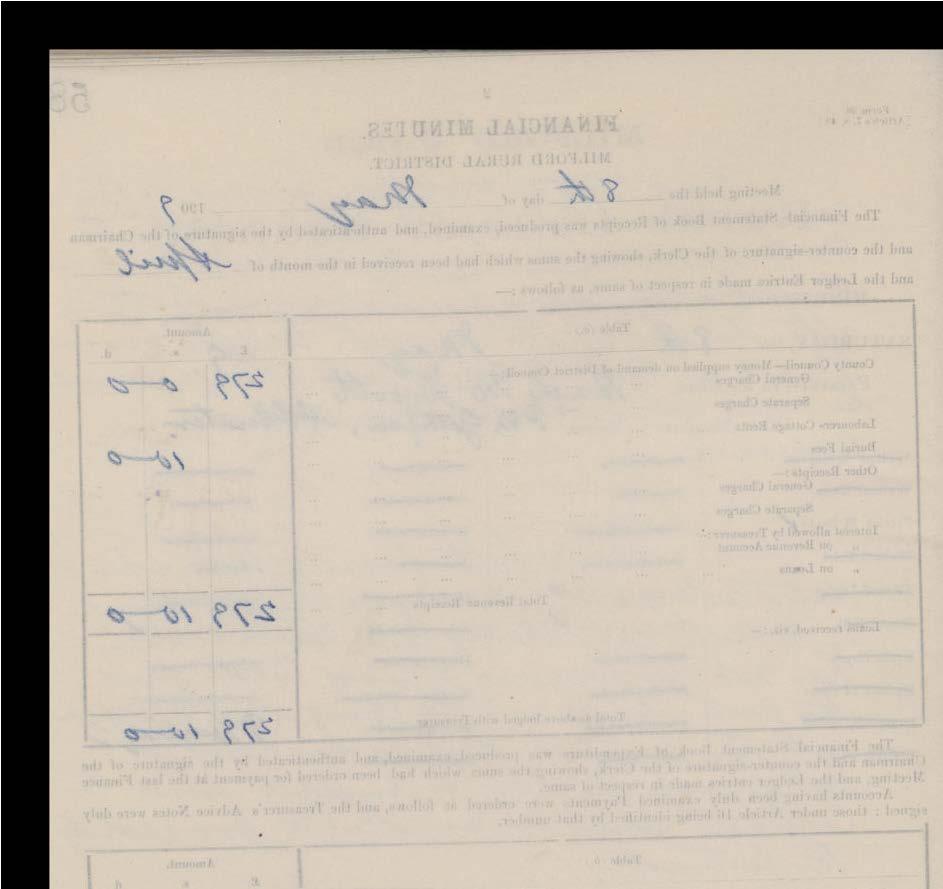 58
2
Form 26
FINANCIAL MINUTES.
MILFORD RURAL DISTRICT.
Meeting held the 8th day of May 1909
The Financial Statement Book of Receipts was produced, examined, and authenticated by the signature of the Chairman
and the counter-signature of the Clerk, showing the sums which had been received in the month of April
and the Ledger Entries made in respect of same, as follows :—
Table (a.) Amount.
£ s. d.
County Council—Money supplied on demand of District Council :—
General Charges 279 0 0
Separate Charges
Labourers Cottage Rents
Burial Fees 10 0
Other Receipts :—
General Charges
Separate Charges
Interest allowed by Treasurer :—
" on Revenue Account
" on Loans
Total Revenue Receipts 279 10 0
Loans received, viz. :—
Total as above lodged with Treasurer 279 10 0
The Financial Statement Book of Expenditure was produced, examined, and authenticated by the signature of the
Chairman and the counter-signature of the Clerk, showing the sums which had been ordered for payment at the last Finance
Meeting, and the Ledger entries made in respect of same.
Accounts having been duly examined Payments were ordered as follows, and the Treasurer's Advice Notes were duly
signed : those under Article 16 being identified by that number.
Table (b.) Amount.
£ d.